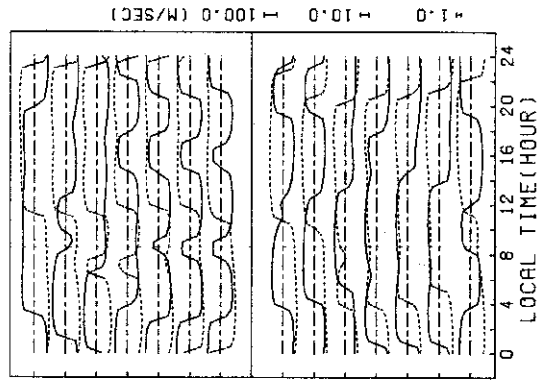 ⌶ 100.0 (M/SEC)
⌶ 10.0
⌶ 1.0
0 4 8 12 16 20 24
LOCAL TIME(HOUR)